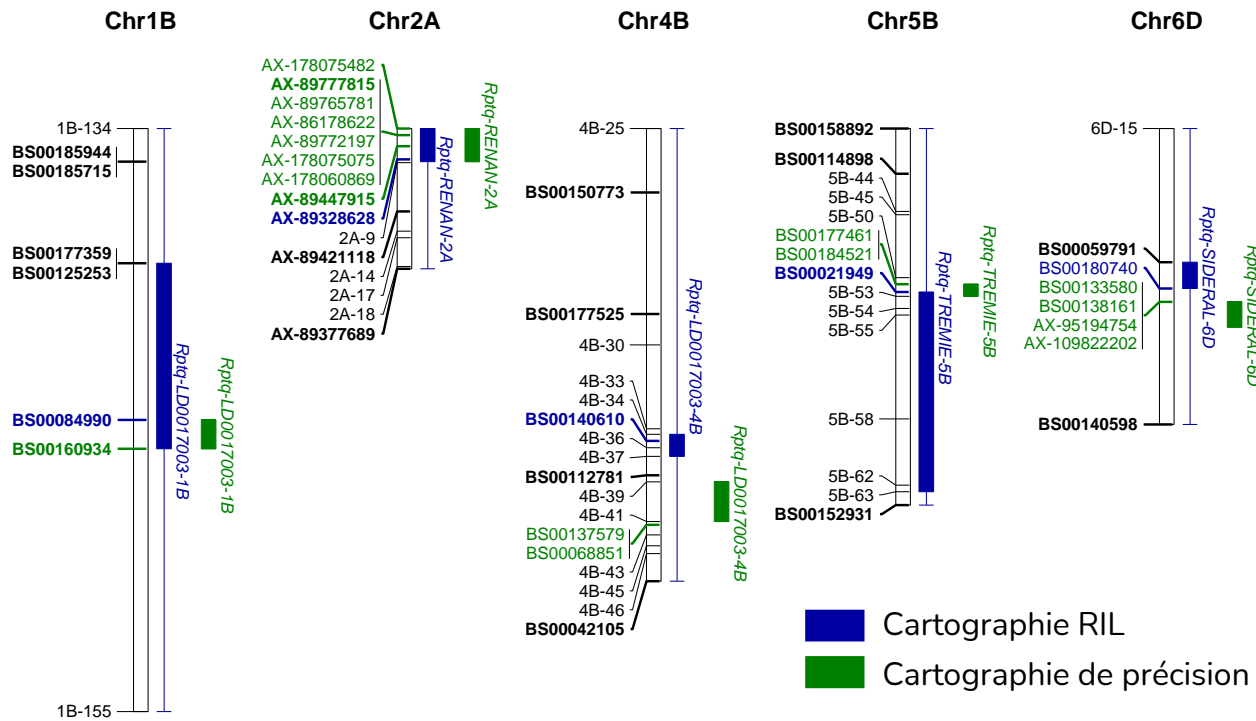 Chr1B
1B-134
BS00185944
BS00185715
BS00177359
BS00125253
BS00084990
BS00160934
1B-155
Rptq-LD0017003-1B
Rptq-LD0017003-1B
Chr2A
AX-178075482
AX-89777815
AX-89765781
AX-86178622
AX-89772197
AX-178075075
AX-178060869
AX-89447915
AX-89328628
2A-9
AX-89421118
2A-14
2A-17
2A-18
AX-89377689
Rptq-RENAN-2A
Rptq-RENAN-2A
Chr4B
4B-25
BS00150773
BS00177525
4B-30
4B-33
4B-34
BS00140610
4B-36
4B-37
BS00112781
4B-39
4B-41
BS00137579
BS00068851
4B-43
4B-45
4B-46
BS00042105
Rptq-LD0017003-4B
Rptq-LD0017003-4B
Chr5B
BS00158892
BS00114898
5B-44
5B-45
5B-50
BS00177461
BS00184521
BS00021949
5B-53
5B-54
5B-55
5B-58
5B-62
5B-63
BS00152931
Rptq-TREMIE-5B
Rptq-TREMIE-5B
Chr6D
6D-15
BS00059791
BS00180740
BS00133580
BS00138161
AX-95194754
AX-109822202
BS00140598
Rptq-SIDERAL-6D
Rptq-SIDERAL-6D
Cartographie RIL
Cartographie de précision